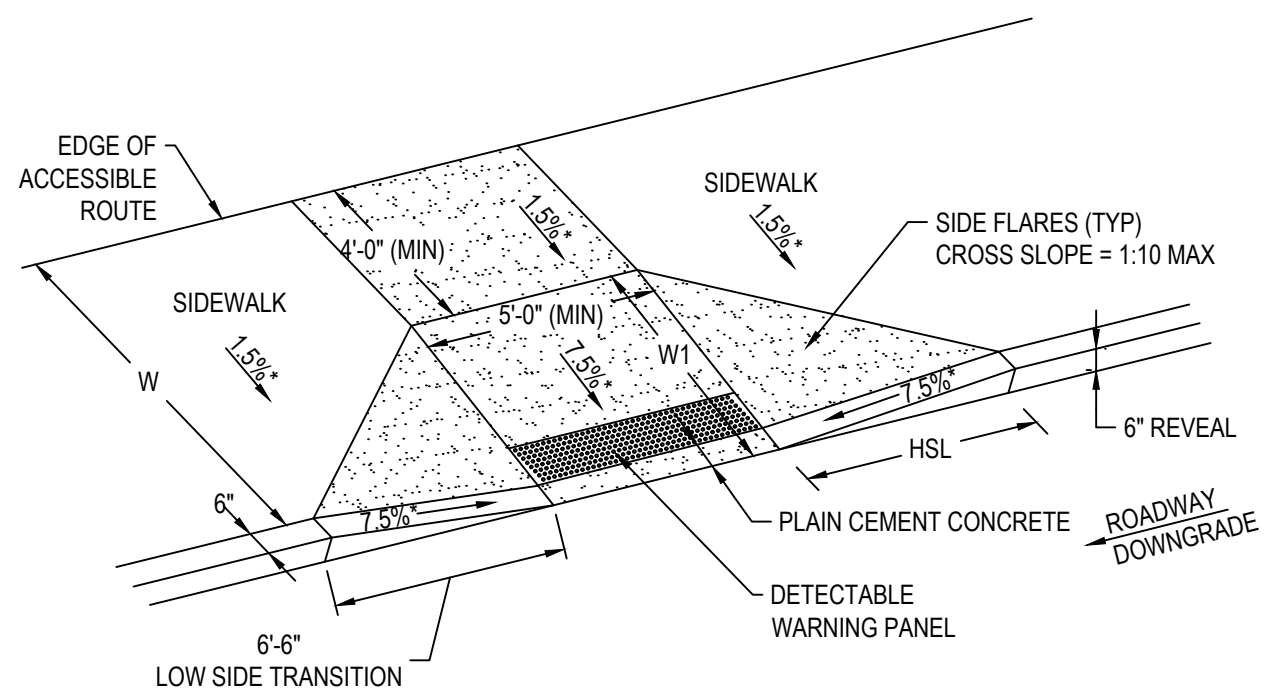 EDGE OF
ACCESSIBLE
ROUTE
SIDEWALK
1.5%*
1.5%*
SIDE FLARES (TYP)
CROSS SLOPE = 1:10 MAX
4'-0" (MIN)
SIDEWALK
1.5%*
5'-0" (MIN)
7.5%*
W1
W
7.5%*
6" REVEAL
HSL
6"
7.5%*
PLAIN CEMENT CONCRETE
ROADWAY
DOWNGRADE
DETECTABLE
WARNING PANEL
6'-6"
LOW SIDE TRANSITION